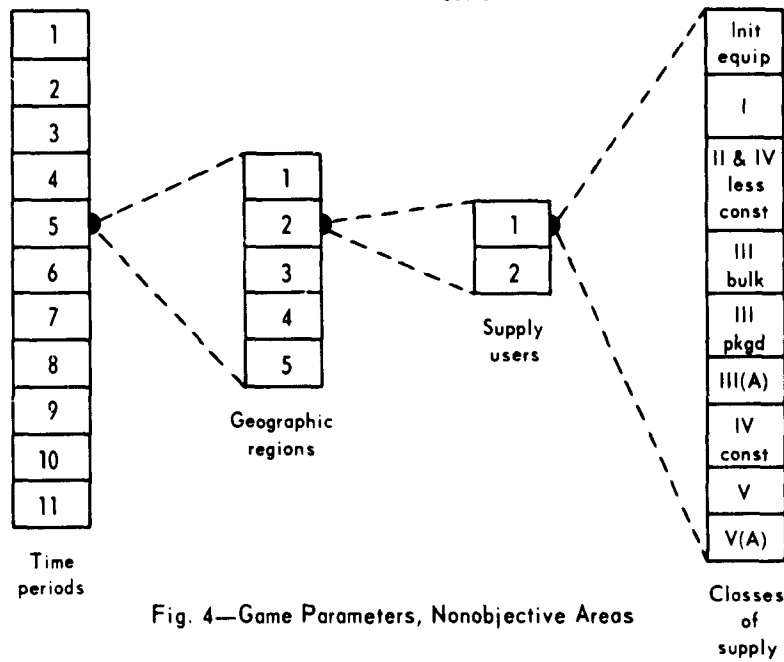 1
2
3
4
5
6
7
8
9
10
11
Time
periods
1
2
3
4
5
Geographic
regions
1
2
Supply
users
Init
equip
I
II & IV
less
const
III
bulk
III
pkgd
III(A)
IV
const
V
V(A)
Classes
of
supply
Fig. 4—Game Parameters, Nonobjective Areas